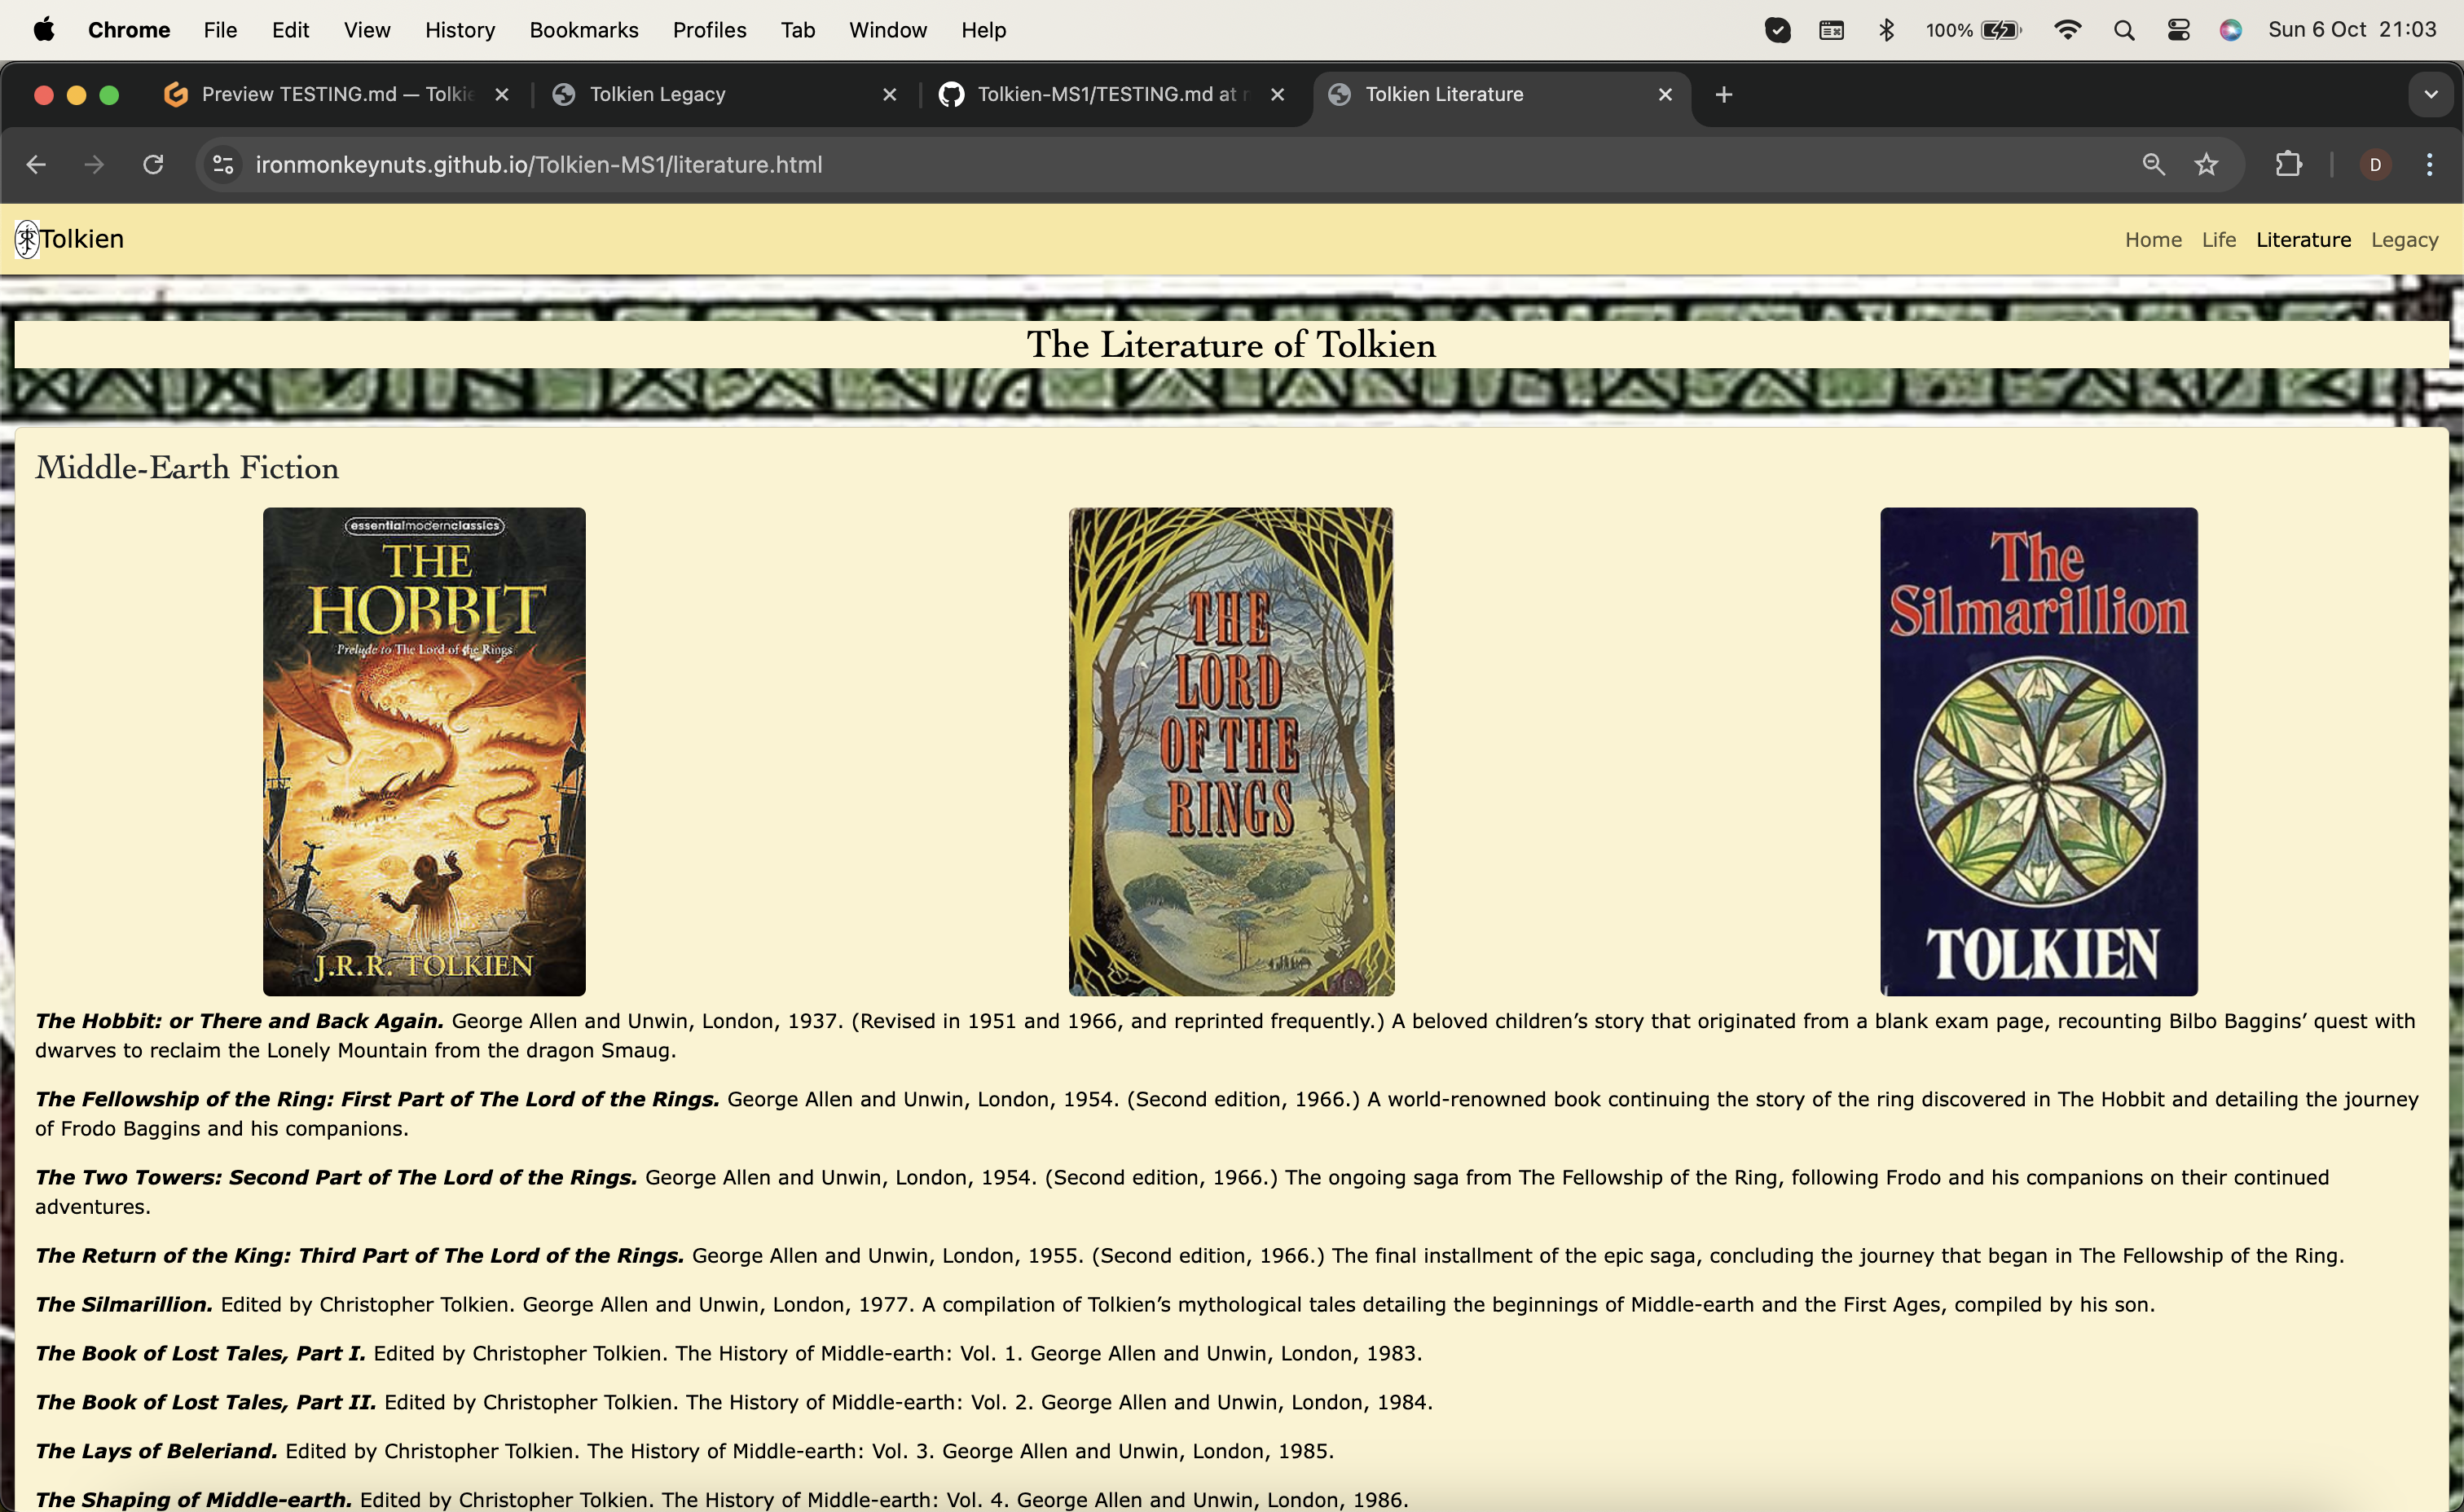 Chrome File Edit View History Bookmarks Profiles Tab Window Help 100% Sun 6 Oct 21:03
Preview TESTING.md — Tolkie Tolkien Legacy Tolkien-MS1/TESTING.md at r Tolkien Literature
ironmonkeynuts.github.io/Tolkien-MS1/literature.html D
Tolkien Home Life Literature Legacy
The Literature of Tolkien
Middle-Earth Fiction
essentialmodernclassics
THE
HOBBIT
Prelude to The Lord of the Rings
J.R.R. TOLKIEN
THE
LORD
OF THE
RINGS
The
Silmarillion
TOLKIEN
The Hobbit: or There and Back Again. George Allen and Unwin, London, 1937. (Revised in 1951 and 1966, and reprinted frequently.) A beloved children’s story that originated from a blank exam page, recounting Bilbo Baggins’ quest with
dwarves to reclaim the Lonely Mountain from the dragon Smaug.
The Fellowship of the Ring: First Part of The Lord of the Rings. George Allen and Unwin, London, 1954. (Second edition, 1966.) A world-renowned book continuing the story of the ring discovered in The Hobbit and detailing the journey
of Frodo Baggins and his companions.
The Two Towers: Second Part of The Lord of the Rings. George Allen and Unwin, London, 1954. (Second edition, 1966.) The ongoing saga from The Fellowship of the Ring, following Frodo and his companions on their continued
adventures.
The Return of the King: Third Part of The Lord of the Rings. George Allen and Unwin, London, 1955. (Second edition, 1966.) The final installment of the epic saga, concluding the journey that began in The Fellowship of the Ring.
The Silmarillion. Edited by Christopher Tolkien. George Allen and Unwin, London, 1977. A compilation of Tolkien’s mythological tales detailing the beginnings of Middle-earth and the First Ages, compiled by his son.
The Book of Lost Tales, Part I. Edited by Christopher Tolkien. The History of Middle-earth: Vol. 1. George Allen and Unwin, London, 1983.
The Book of Lost Tales, Part II. Edited by Christopher Tolkien. The History of Middle-earth: Vol. 2. George Allen and Unwin, London, 1984.
The Lays of Beleriand. Edited by Christopher Tolkien. The History of Middle-earth: Vol. 3. George Allen and Unwin, London, 1985.
The Shaping of Middle-earth. Edited by Christopher Tolkien. The History of Middle-earth: Vol. 4. George Allen and Unwin, London, 1986.